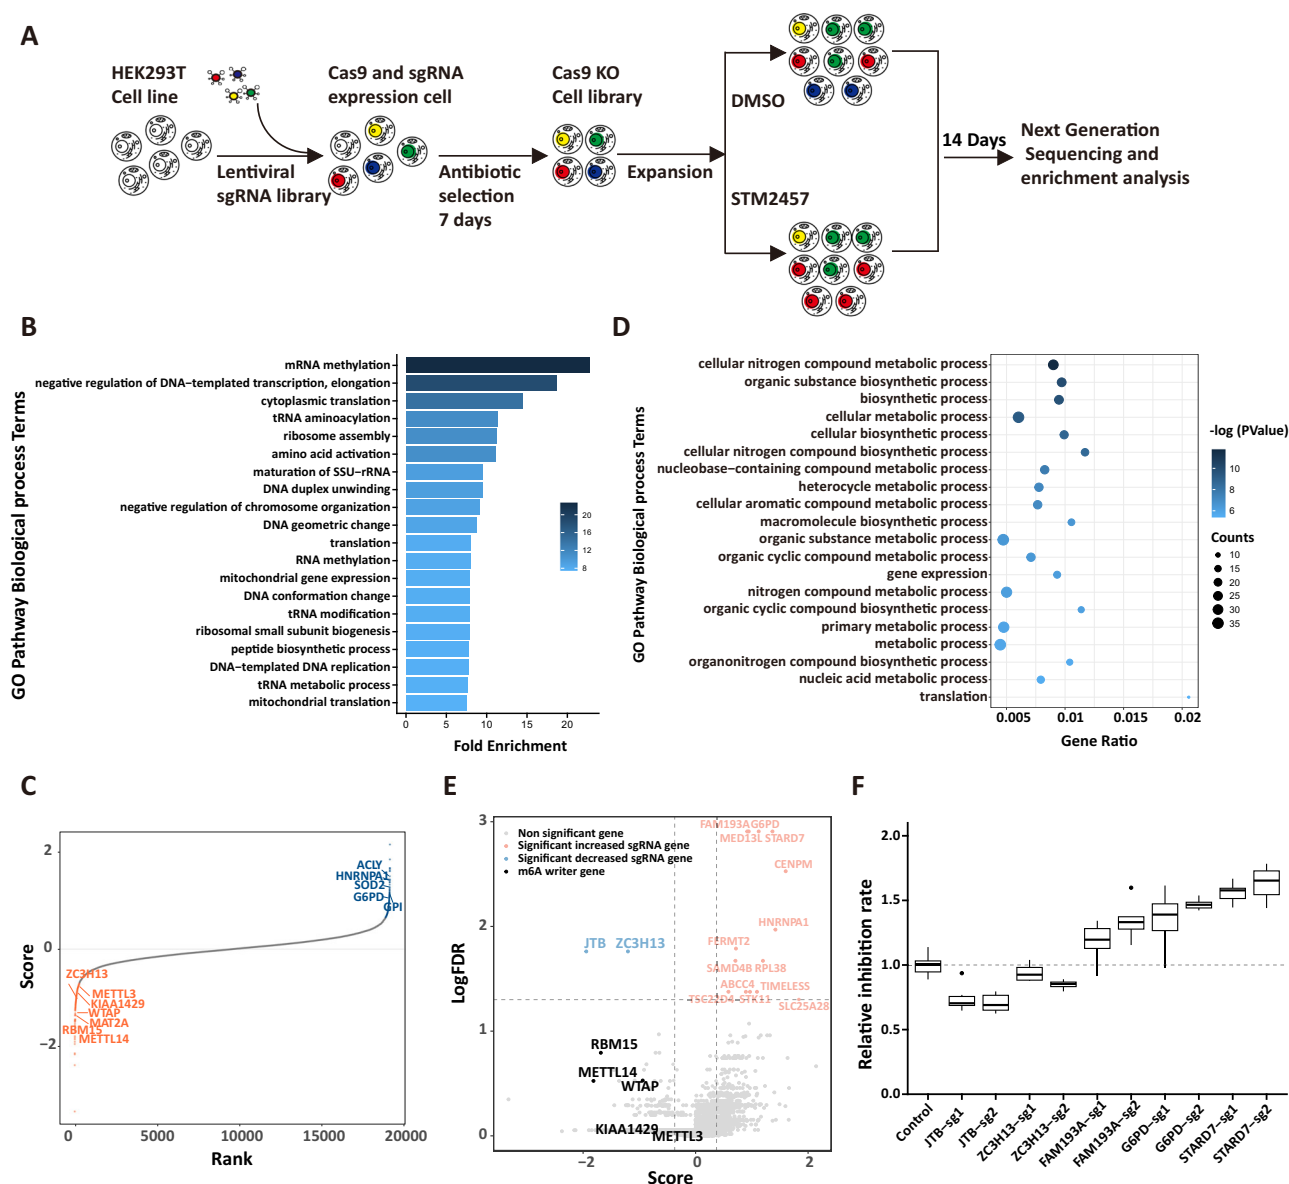 A
HEK293T
Cell line
Lentiviral
sgRNA library
Cas9 and sgRNA
expression cell
Antibiotic
selection
7 days
Cas9 KO
Cell library
Expansion
DMSO
STM2457
14 Days
Next Generation
Sequencing and
enrichment analysis
B
GO Pathway Biological process Terms
mRNA methylation
negative regulation of DNA−templated transcription, elongation
cytoplasmic translation
tRNA aminoacylation
ribosome assembly
amino acid activation
maturation of SSU−rRNA
DNA duplex unwinding
negative regulation of chromosome organization
DNA geometric change
translation
RNA methylation
mitochondrial gene expression
DNA conformation change
tRNA modification
ribosomal small subunit biogenesis
peptide biosynthetic process
DNA−templated DNA replication
tRNA metabolic process
mitochondrial translation
20
16
12
8
0 5 10 15 20
Fold Enrichment
D
GO Pathway Biological process Terms
cellular nitrogen compound metabolic process
organic substance biosynthetic process
biosynthetic process
cellular metabolic process
cellular biosynthetic process
cellular nitrogen compound biosynthetic process
nucleobase−containing compound metabolic process
heterocycle metabolic process
cellular aromatic compound metabolic process
macromolecule biosynthetic process
organic substance metabolic process
organic cyclic compound metabolic process
gene expression
nitrogen compound metabolic process
organic cyclic compound biosynthetic process
primary metabolic process
metabolic process
organonitrogen compound biosynthetic process
nucleic acid metabolic process
translation
0.005 0.01 0.015 0.02
Gene Ratio
-log (PValue)
10
8
6
Counts
10
15
20
25
30
35
C
Score
2
0
−2
ACLY
HNRNPA1
SOD2
G6PD
GPI
ZC3H13
METTL3
KIAA1429
WTAP
MAT2A
RBM15
METTL14
0 5000 10000 15000 20000
Rank
E
LogFDR
3
2
1
0
Non significant gene
Significant increased sgRNA gene
Significant decreased sgRNA gene
m6A writer gene
FAM193A G6PD
MED13L STARD7
CENPM
HNRNPA1
JTB ZC3H13
FERMT2
SAMD4B RPL38
ABCC4 TIMELESS
TSC22D4 STK11
SLC25A28
RBM15
METTL14
WTAP
KIAA1429
METTL3
−2 0 2
Score
F
Relative inhibition rate
2.0
1.5
1.0
0.5
0.0
Control
JTB−sg1
JTB−sg2
ZC3H13−sg1
ZC3H13−sg2
FAM193A−sg1
FAM193A−sg2
G6PD−sg1
G6PD−sg2
STARD7−sg1
STARD7−sg2